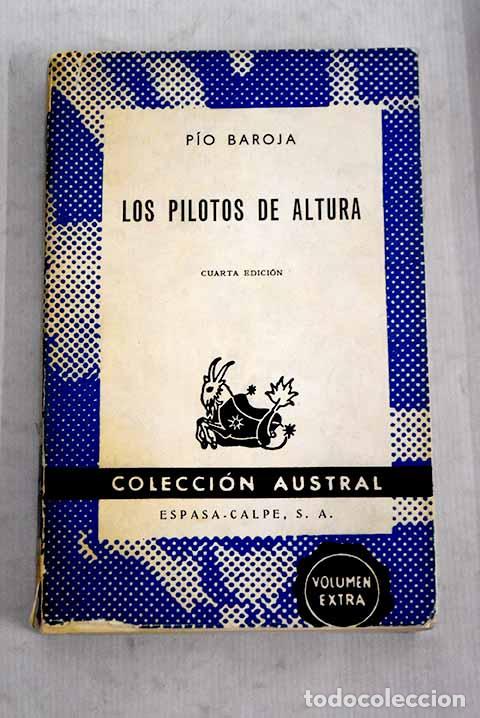 PÍO BAROJA
LOS PILOTOS DE ALTURA
CUARTA EDICIÓN
COLECCIÓN AUSTRAL
ESPASA-CALPE, S. A.
VOLUMEN
EXTRA
todocoleccion